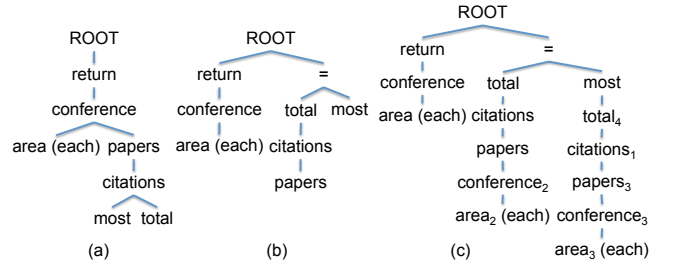 ROOT
return
conference
area (each) papers
citations
most total
(a)
ROOT
return =
conference total most
area (each) citations
papers
(b)
ROOT
return =
conference total most
area (each) citations total₄
papers citations₁
conference₂ papers₃
area₂ (each) conference₃
area₃ (each)
(c)